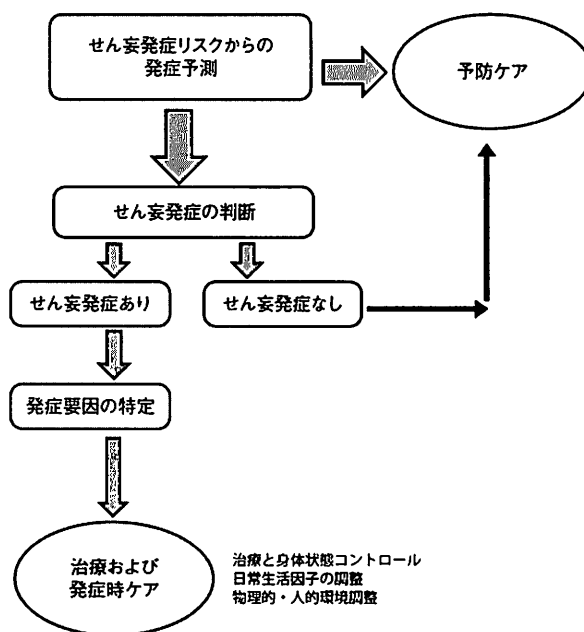 せん妄発症リスクからの
発症予測
予防ケア
せん妄発症の判断
せん妄発症あり
せん妄発症なし
発症要因の特定
治療および
発症時ケア
治療と身体状態コントロール
日常生活因子の調整
物理的・人的環境調整